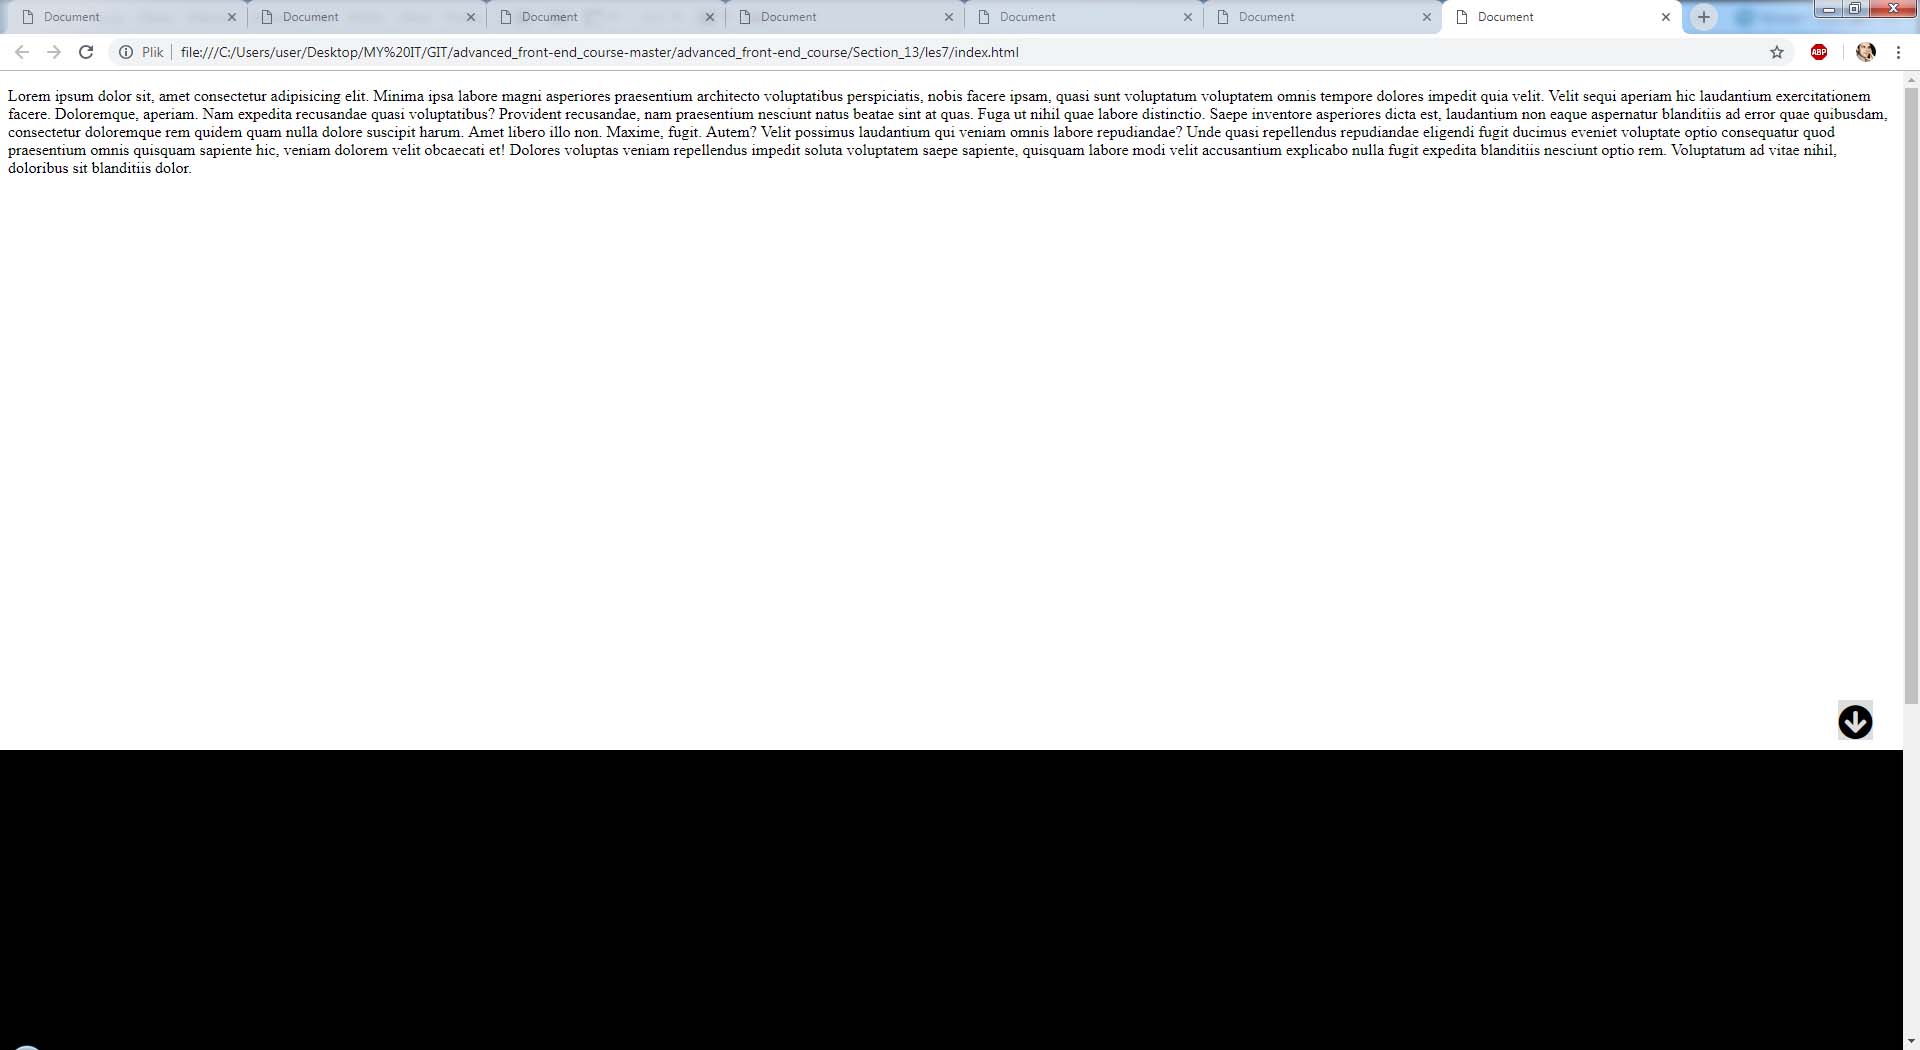 Document Document Document Document Document Document Document
Plik file:///C:/Users/user/Desktop/MY%20IT/GIT/advanced_front-end_course-master/advanced_front-end_course/Section_13/les7/index.html ABP
Lorem ipsum dolor sit, amet consectetur adipisicing elit. Minima ipsa labore magni asperiores praesentium architecto voluptatibus perspiciatis, nobis facere ipsam, quasi sunt voluptatum voluptatem omnis tempore dolores impedit quia velit. Velit sequi aperiam hic laudantium exercitationem
facere. Doloremque, aperiam. Nam expedita recusandae quasi voluptatibus? Provident recusandae, nam praesentium nesciunt natus beatae sint at quas. Fuga ut nihil quae labore distinctio. Saepe inventore asperiores dicta est, laudantium non eaque aspernatur blanditiis ad error quae quibusdam,
consectetur doloremque rem quidem quam nulla dolore suscipit harum. Amet libero illo non. Maxime, fugit. Autem? Velit possimus laudantium qui veniam omnis labore repudiandae? Unde quasi repellendus repudiandae eligendi fugit ducimus eveniet voluptate optio consequatur quod
praesentium omnis quisquam sapiente hic, veniam dolorem velit obcaecati et! Dolores voluptas veniam repellendus impedit soluta voluptatem saepe sapiente, quisquam labore modi velit accusantium explicabo nulla fugit expedita blanditiis nesciunt optio rem. Voluptatum ad vitae nihil,
doloribus sit blanditiis dolor.